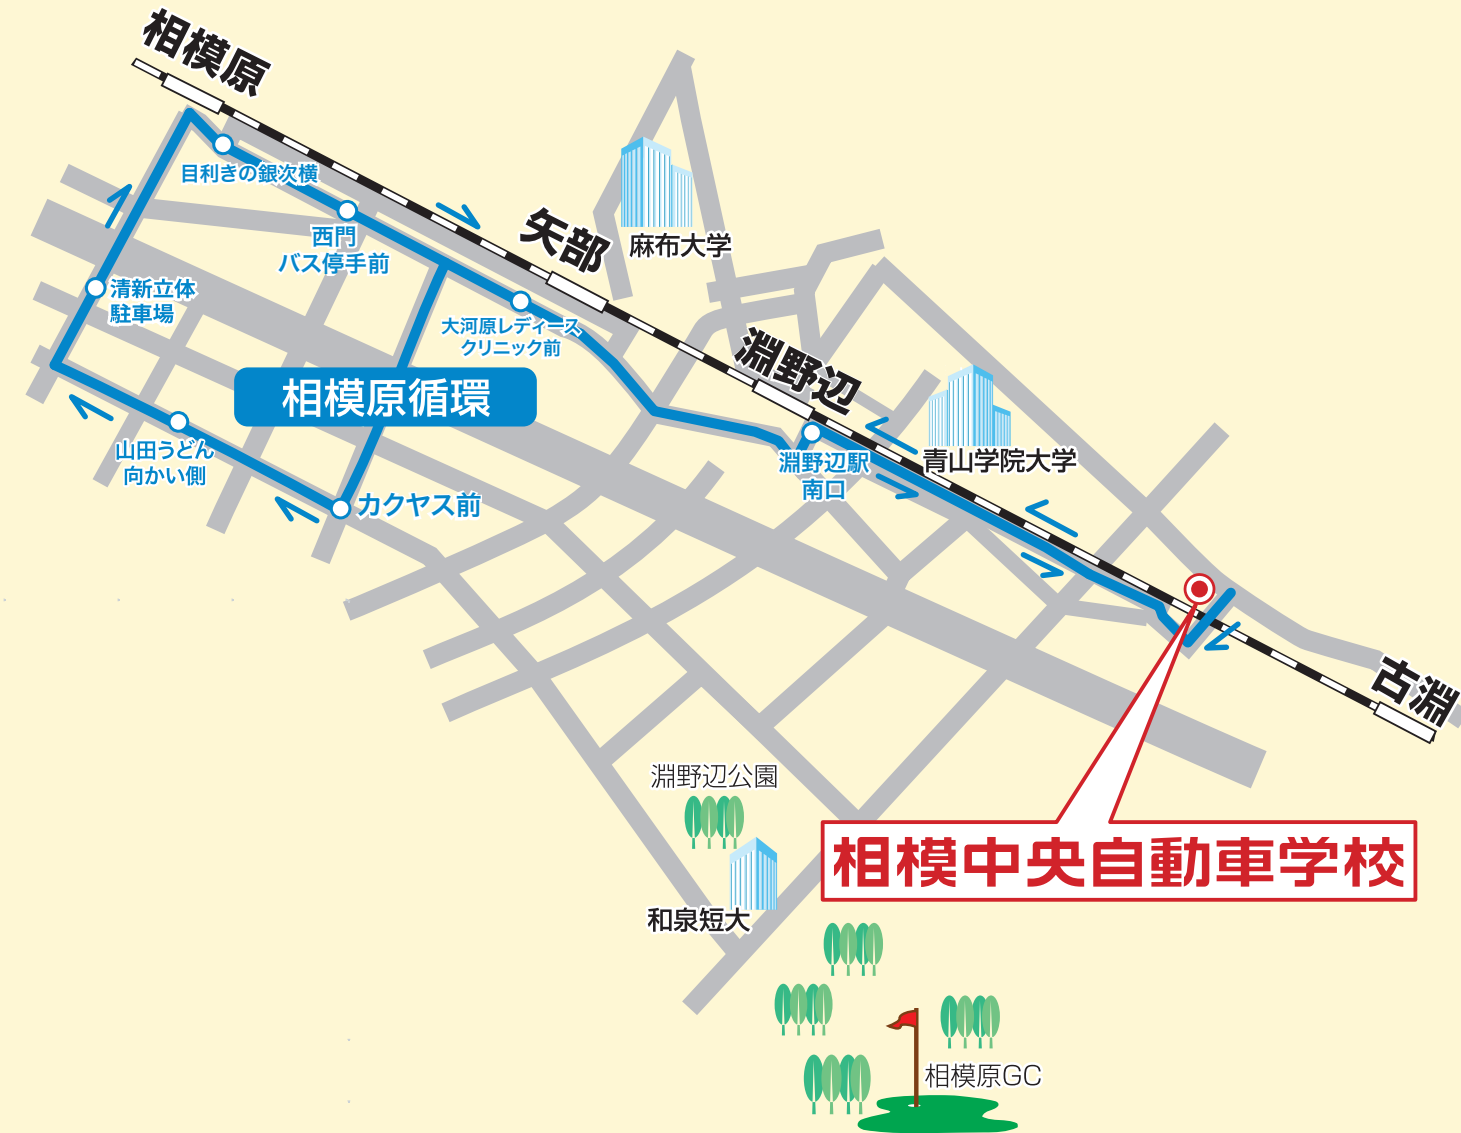 相模原
目利きの銀次横
西門
バス停手前
矢部
麻布大学
清新立体
駐車場
大河原レディース
クリニック前
相模原循環
淵野辺
山田うどん
向かい側
カクヤス前
淵野辺駅
南口
青山学院大学
古淵
淵野辺公園
和泉短大
相模中央自動車学校
相模原GC